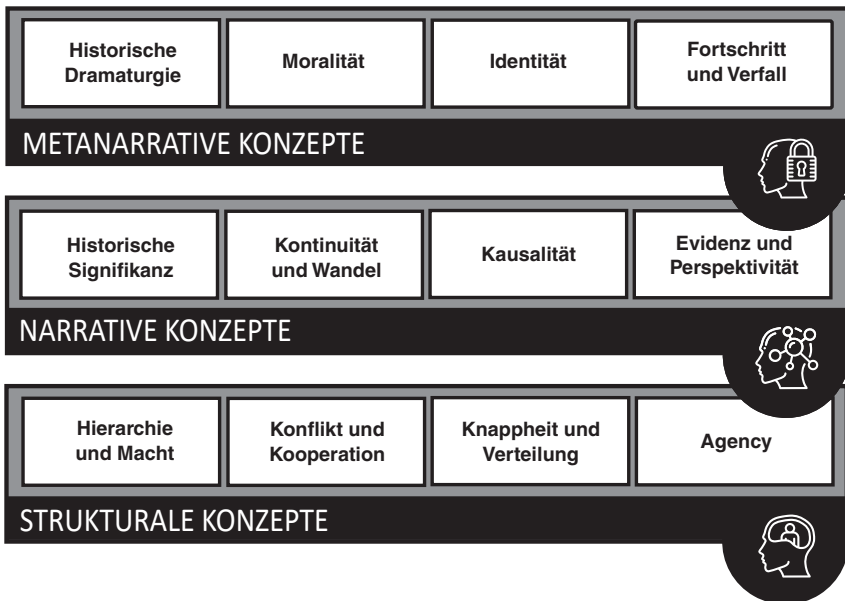 Historische
Dramaturgie
Moralität
Identität
Fortschritt
und Verfall
METANARRATIVE KONZEPTE
Historische
Signifikanz
Kontinuität
und Wandel
Kausalität
Evidenz und
Perspektivität
NARRATIVE KONZEPTE
Hierarchie
und Macht
Konflikt und
Kooperation
Knappheit und
Verteilung
Agency
STRUKTURALE KONZEPTE